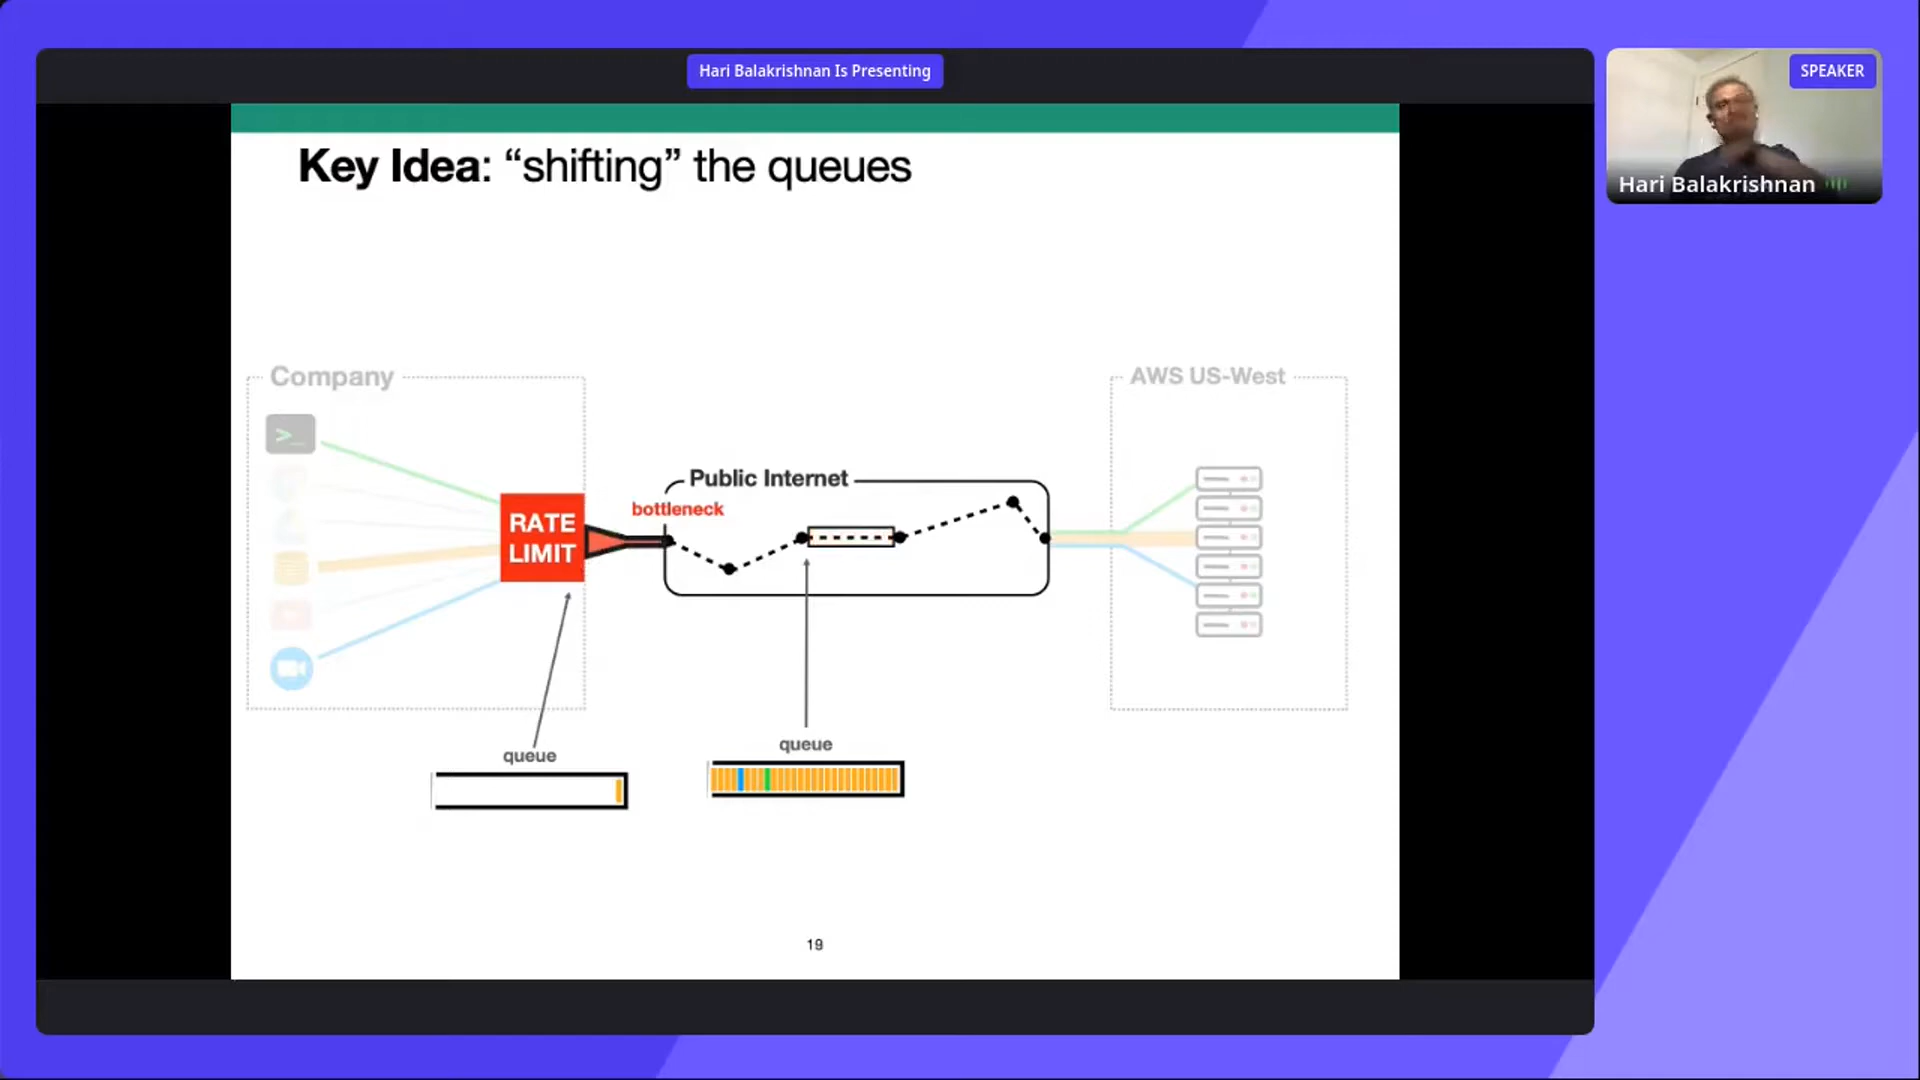 Hari Balakrishnan Is Presenting
SPEAKER
Hari Balakrishnan
Key Idea: “shifting” the queues
Company
AWS US-West
>_
Public Internet
bottleneck
RATE
LIMIT
queue
queue
19